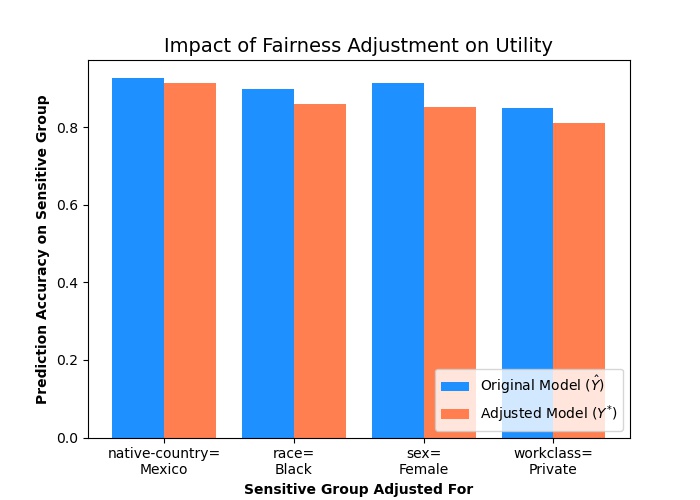 Impact of Fairness Adjustment on Utility
Prediction Accuracy on Sensitive Group
0.8
0.6
0.4
0.2
0.0
Original Model (Ŷ)
Adjusted Model (Y*)
native-country=
Mexico
race=
Black
sex=
Female
workclass=
Private
Sensitive Group Adjusted For